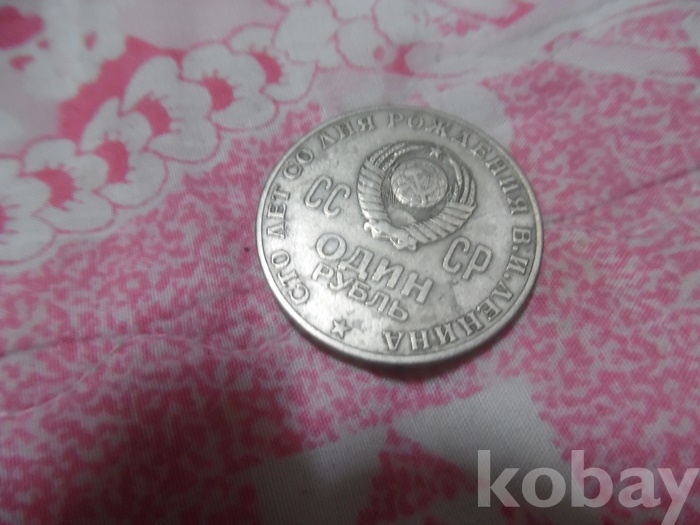 СТО ЛЕТ СО ДНЯ РОЖДЕНИЯ В.И.ЛЕНИНА
СС СР
ОДИН
РУБЛЬ
kobay